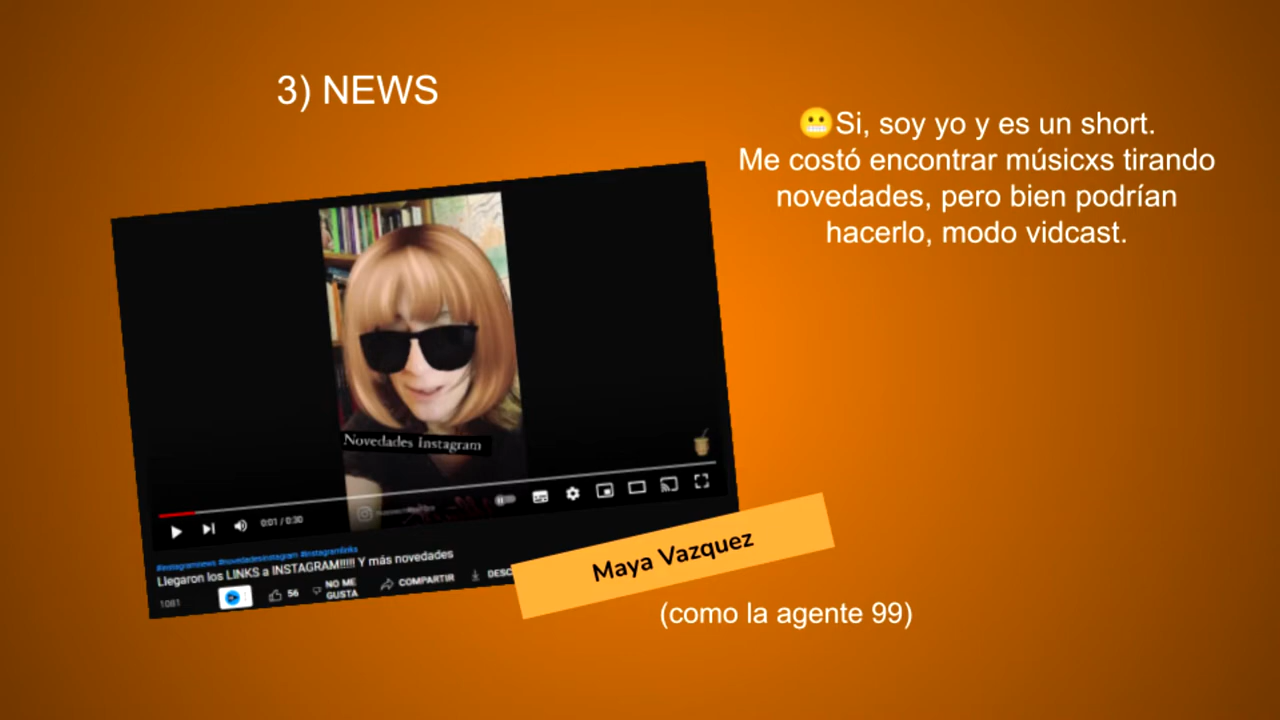 3) NEWS
😬Si, soy yo y es un short.
Me costó encontrar músicxs tirando
novedades, pero bien podrían
hacerlo, modo vidcast.
Novedades Instagram
0:01 / 0:30
#instagramnews #novedadesinstagram #instagramlinks
Llegaron los LINKS a INSTAGRAM!!!!! Y más novedades
1081
56
NO ME
GUSTA
COMPARTIR
DESC
Maya Vazquez
(como la agente 99)